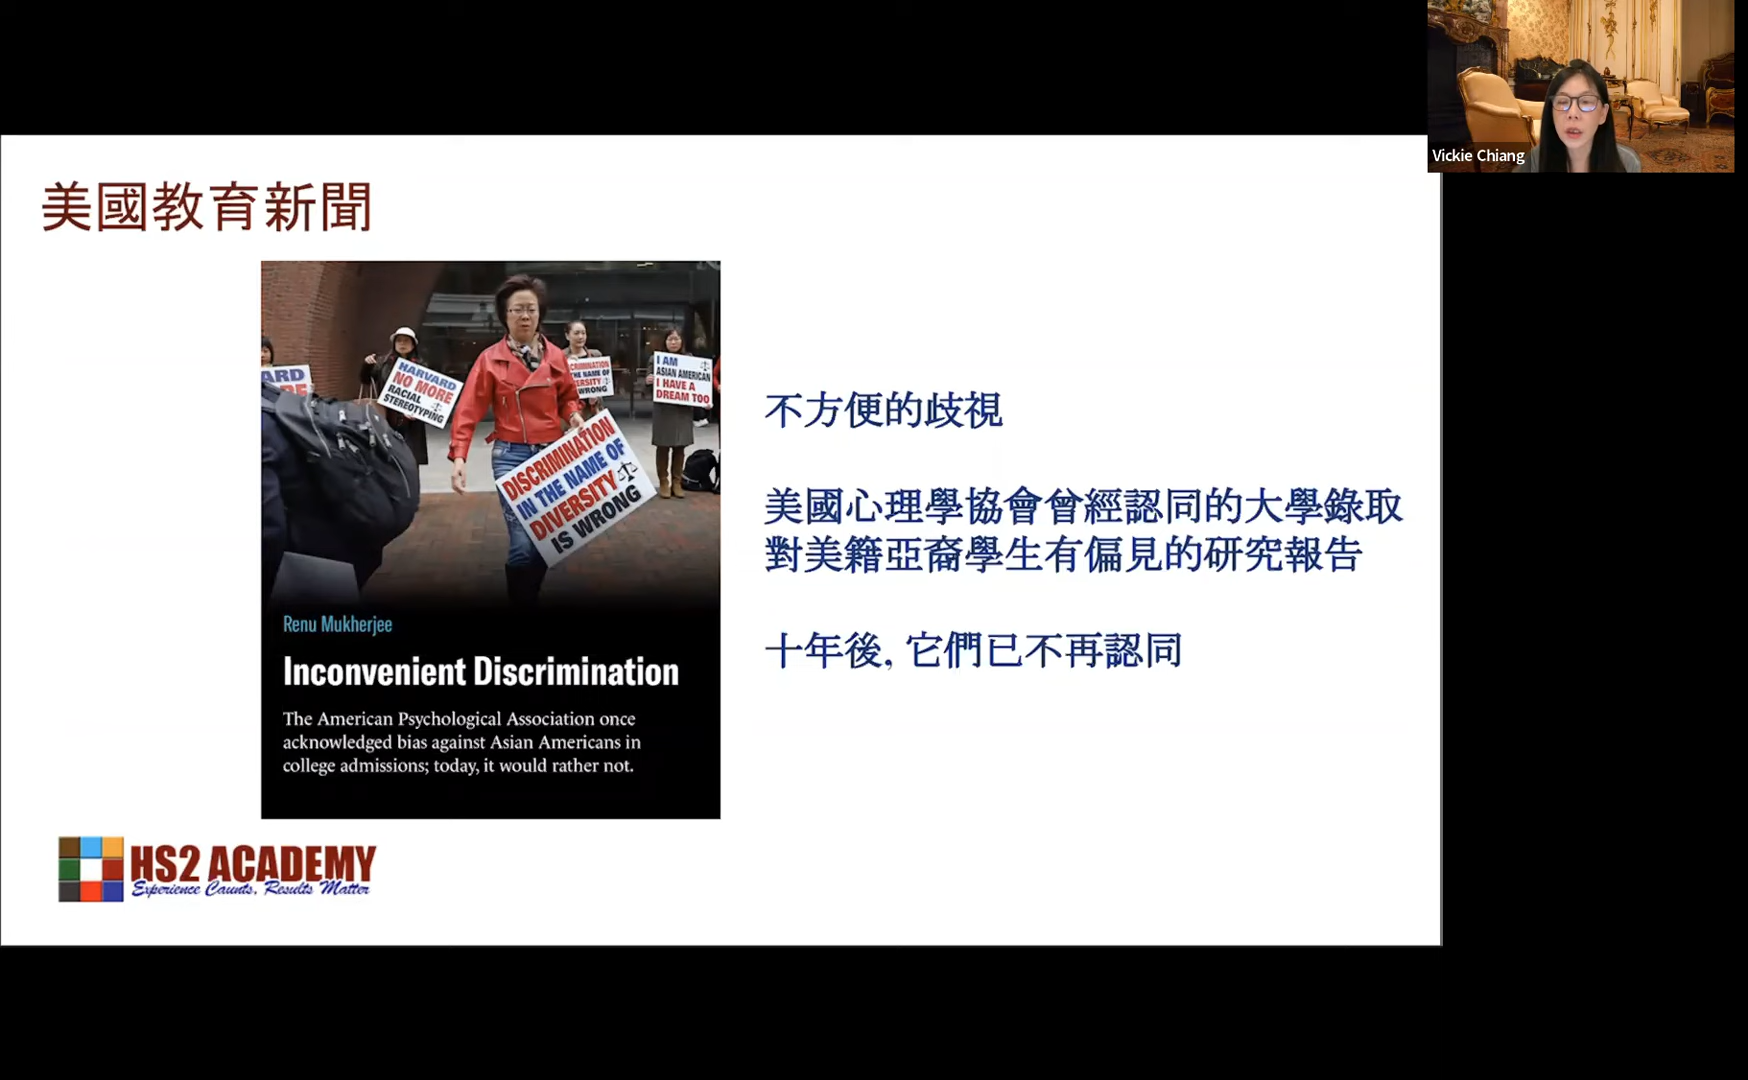 Vickie Chiang
美國教育新聞
ARD
HARVARD
NO MORE
RACIAL
STEREOTYPING
DISCRIMINATION
IN THE NAME OF
DIVERSITY
IS WRONG
THE NAME OF
WRONG
I AM
ASIAN AMERICAN
I HAVE A
DREAM TOO
Renu Mukherjee
Inconvenient Discrimination
The American Psychological Association once
acknowledged bias against Asian Americans in
college admissions; today, it would rather not.
不方便的歧視
美國心理學協會曾經認同的大學錄取
對美籍亞裔學生有偏見的研究報告
十年後, 它們已不再認同
HS2 ACADEMY
Experience Counts, Results Matter